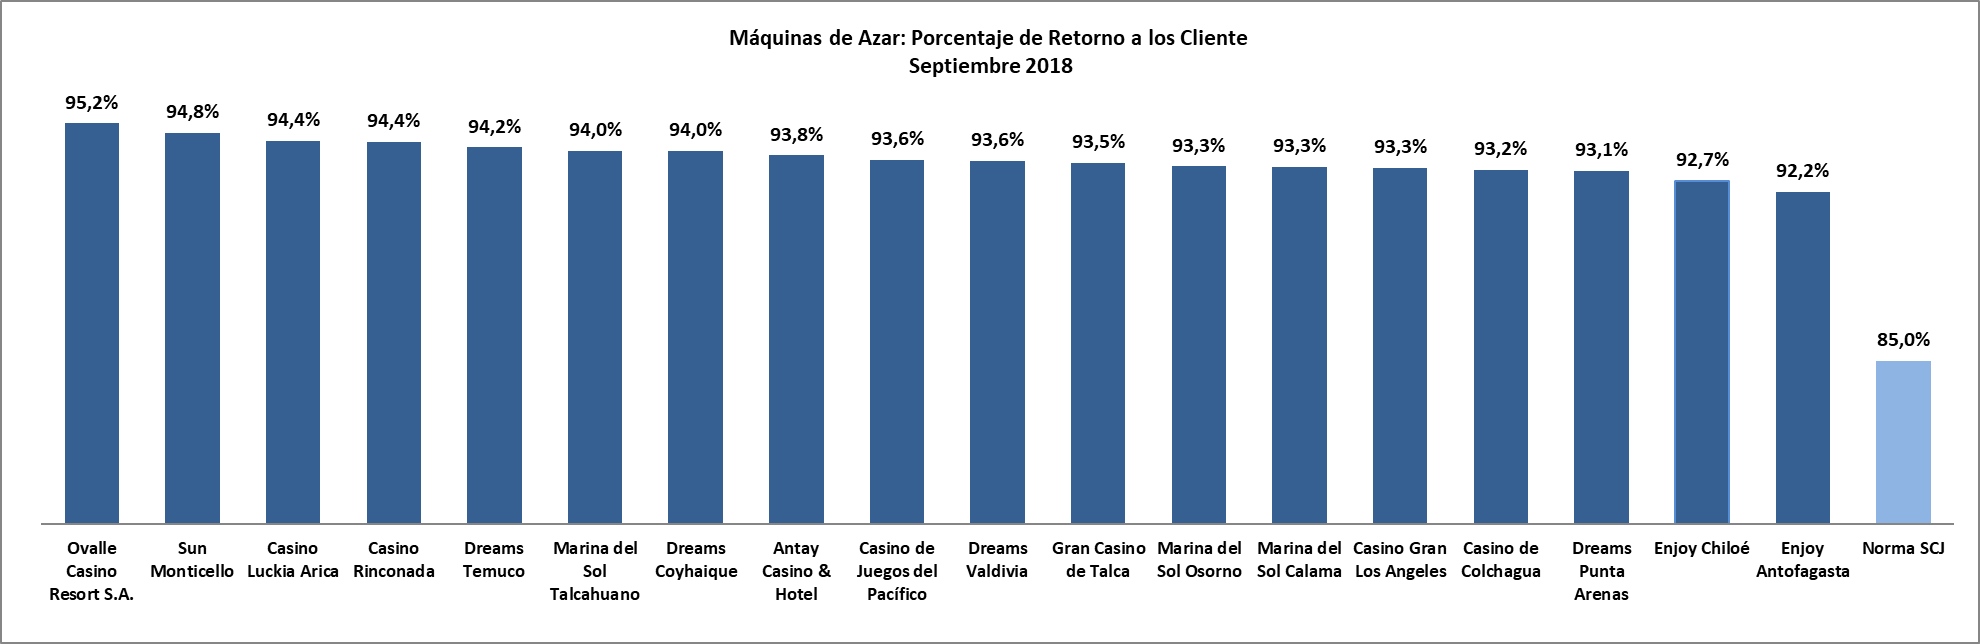 Máquinas de Azar: Porcentaje de Retorno a los Cliente
Septiembre 2018
95,2%
94,8%
94,4%
94,4%
94,2%
94,0%
94,0%
93,8%
93,6%
93,6%
93,5%
93,3%
93,3%
93,3%
93,2%
93,1%
92,7%
92,2%
85,0%
Ovalle
Casino
Resort S.A.
Sun
Monticello
Casino
Luckia Arica
Casino
Rinconada
Dreams
Temuco
Marina del
Sol
Talcahuano
Dreams
Coyhaique
Antay
Casino &
Hotel
Casino de
Juegos del
Pacífico
Dreams
Valdivia
Gran Casino
de Talca
Marina del
Sol Osorno
Marina del
Sol Calama
Casino Gran
Los Angeles
Casino de
Colchagua
Dreams
Punta
Arenas
Enjoy Chiloé
Enjoy
Antofagasta
Norma SCJ